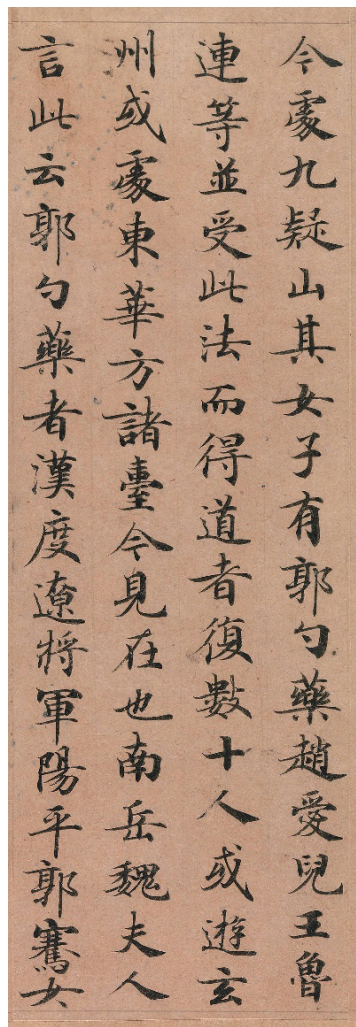 今處九疑山其女子有郭勺藥趙愛兒王魯
連等並受此法而得道者復數十人或遊玄
州或處東華方諸臺今見在也南岳魏夫人
言此云郭勺藥者漢度遼將軍陽平郭騫女